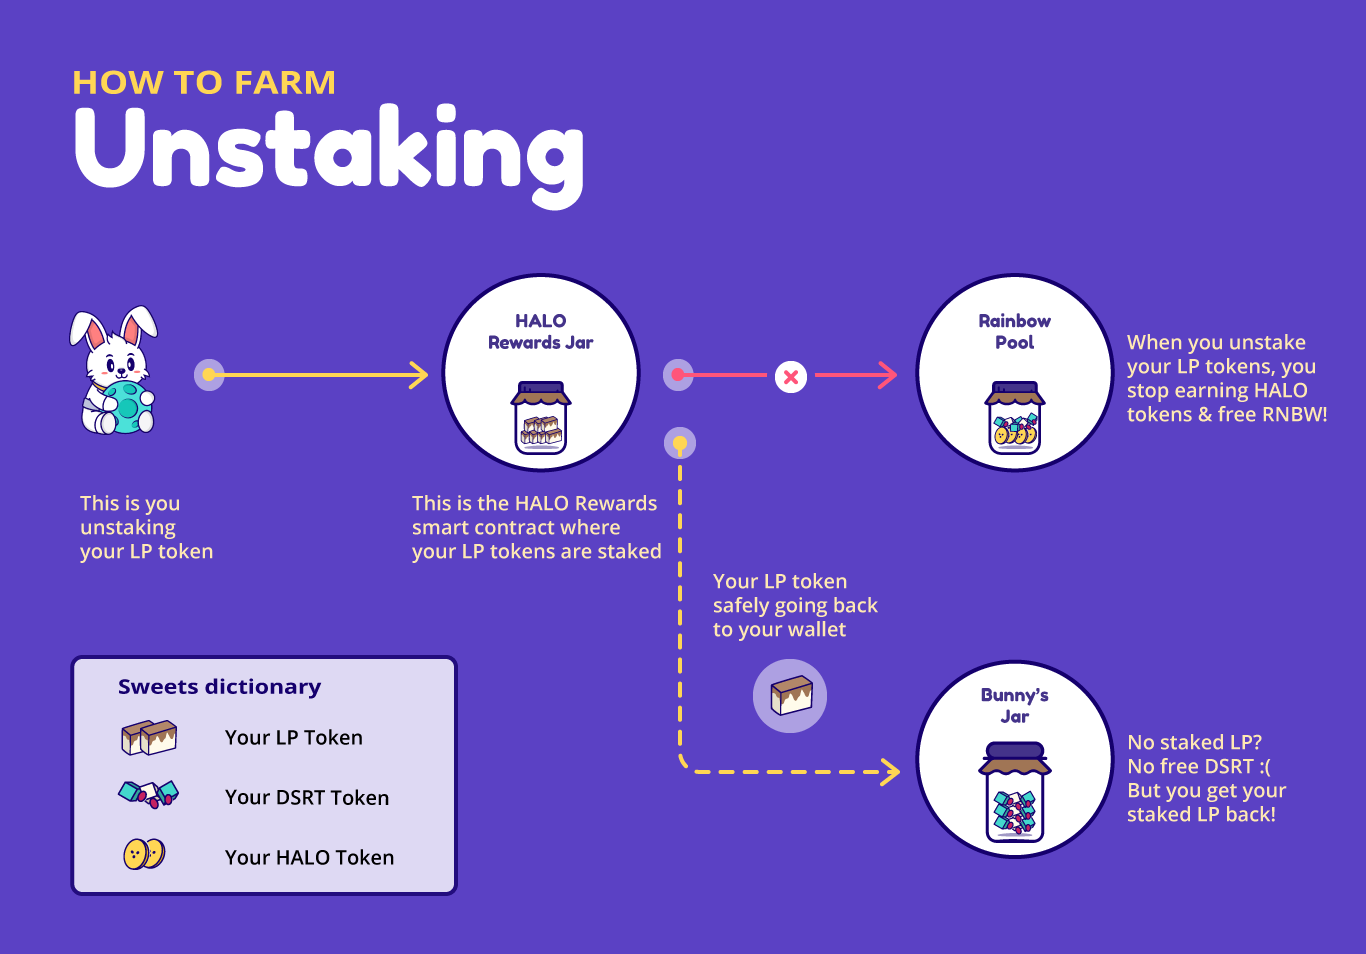 HOW TO FARM
Unstaking
HALO
Rewards Jar
Rainbow
Pool
When you unstake
your LP tokens, you
stop earning HALO
tokens & free RNBW!
This is you
unstaking
your LP token
This is the HALO Rewards
smart contract where
your LP tokens are staked
Your LP token
safely going back
to your wallet
Bunny's
Jar
No staked LP?
No free DSRT :(
But you get your
staked LP back!
Sweets dictionary
Your LP Token
Your DSRT Token
Your HALO Token